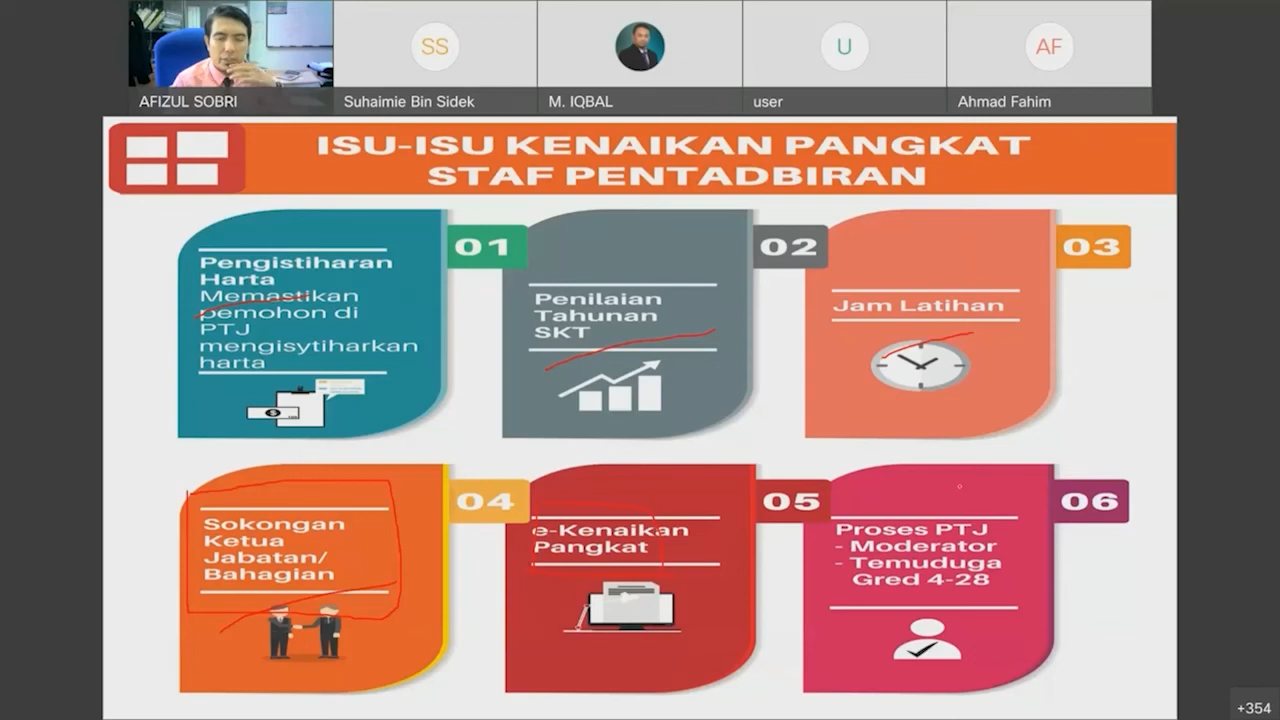 SS
U
AF
AFIZUL SOBRI
Suhaimie Bin Sidek
M. IQBAL
user
Ahmad Fahim
ISU-ISU KENAIKAN PANGKAT
STAF PENTADBIRAN
01
Pengistiharan
Harta
Memastikan
pemohon di
PTJ
mengisytiharkan
harta
02
Penilaian
Tahunan
SKT
03
Jam Latihan
04
Sokongan
Ketua
Jabatan/
Bahagian
05
e-Kenaikan
Pangkat
06
Proses PTJ
- Moderator
- Temuduga
Gred 4-28
+354